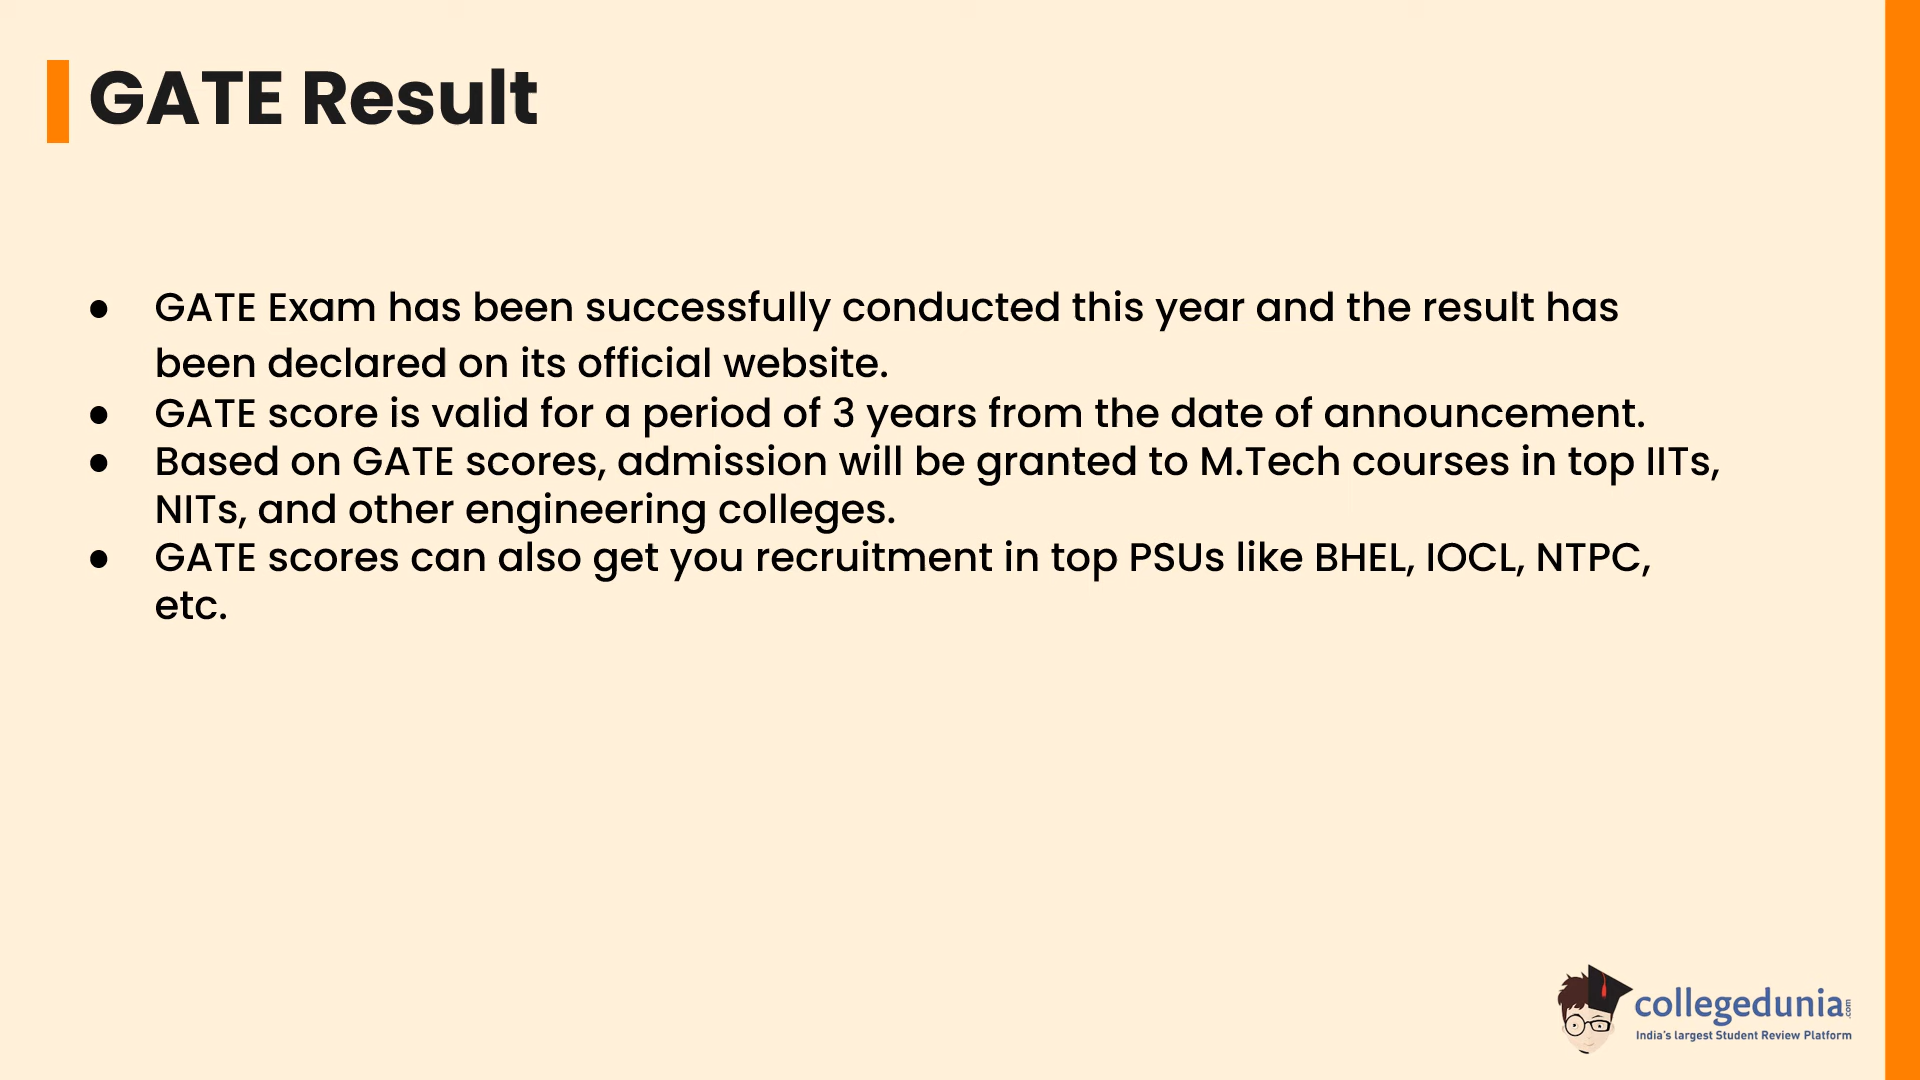 GATE Result
● GATE Exam has been successfully conducted this year and the result has
been declared on its official website.
● GATE score is valid for a period of 3 years from the date of announcement.
● Based on GATE scores, admission will be granted to M.Tech courses in top IITs,
NITs, and other engineering colleges.
● GATE scores can also get you recruitment in top PSUs like BHEL, IOCL, NTPC,
etc.
collegedunia.com
India's largest Student Review Platform